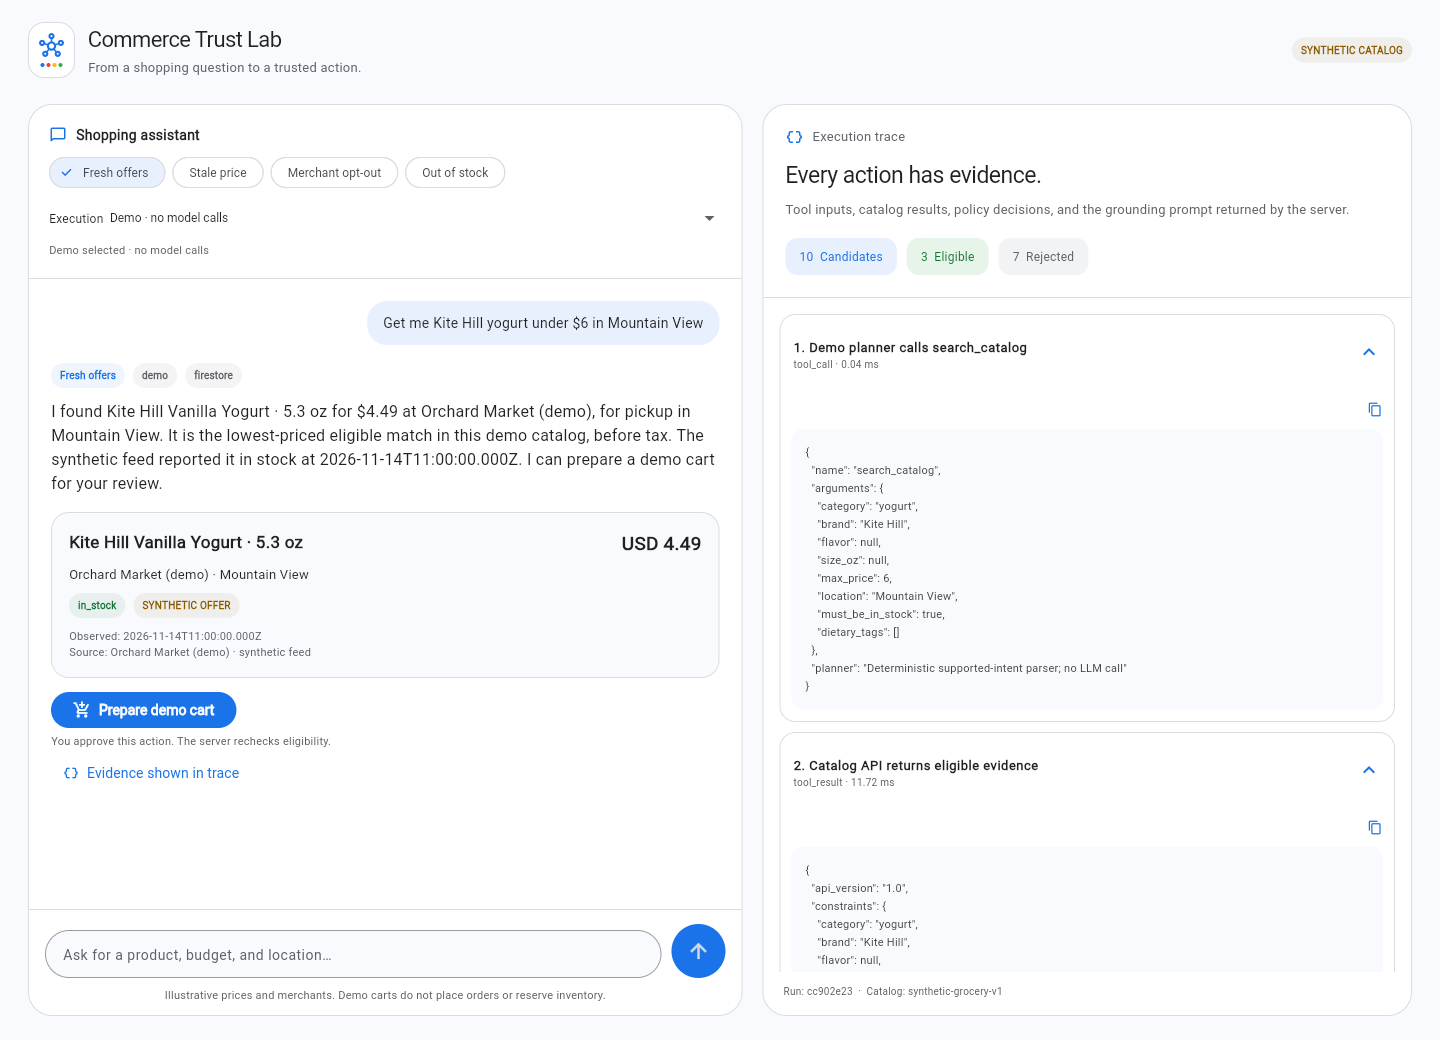 Commerce Trust Lab
From a shopping question to a trusted action.
SYNTHETIC CATALOG
Shopping assistant
Fresh offers
Stale price
Merchant opt-out
Out of stock
Execution Demo · no model calls
Demo selected · no model calls
Get me Kite Hill yogurt under $6 in Mountain View
Fresh offers
demo
firestore
I found Kite Hill Vanilla Yogurt · 5.3 oz for $4.49 at Orchard Market (demo), for pickup in
Mountain View. It is the lowest-priced eligible match in this demo catalog, before tax. The
synthetic feed reported it in stock at 2026-11-14T11:00:00.000Z. I can prepare a demo cart
for your review.
Kite Hill Vanilla Yogurt · 5.3 oz
USD 4.49
Orchard Market (demo) · Mountain View
in_stock
SYNTHETIC OFFER
Observed: 2026-11-14T11:00:00.000Z
Source: Orchard Market (demo) · synthetic feed
Prepare demo cart
You approve this action. The server rechecks eligibility.
Evidence shown in trace
Ask for a product, budget, and location…
Illustrative prices and merchants. Demo carts do not place orders or reserve inventory.
Execution trace
Every action has evidence.
Tool inputs, catalog results, policy decisions, and the grounding prompt returned by the server.
10 Candidates
3 Eligible
7 Rejected
1. Demo planner calls search_catalog
tool_call · 0.04 ms
{
"name": "search_catalog",
"arguments": {
"category": "yogurt",
"brand": "Kite Hill",
"flavor": null,
"size_oz": null,
"max_price": 6,
"location": "Mountain View",
"must_be_in_stock": true,
"dietary_tags": []
},
"planner": "Deterministic supported-intent parser; no LLM call"
}
2. Catalog API returns eligible evidence
tool_result · 11.72 ms
{
"api_version": "1.0",
"constraints": {
"category": "yogurt",
"brand": "Kite Hill",
"flavor": null,
Run: cc902e23 · Catalog: synthetic-grocery-v1